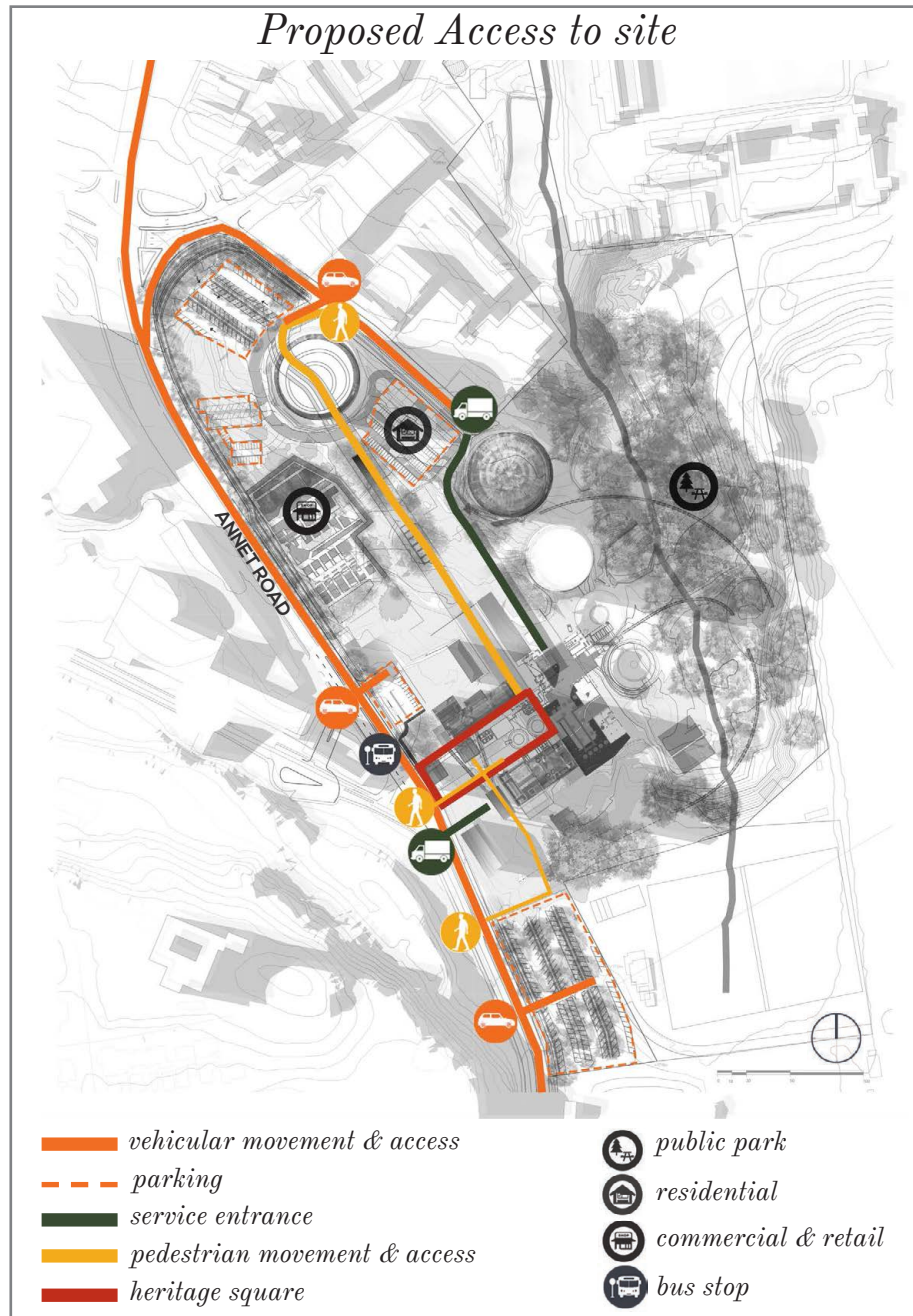 Proposed Access to site
ANNET ROAD
vehicular movement & access
parking
service entrance
pedestrian movement & access
heritage square
public park
residential
commercial & retail
bus stop